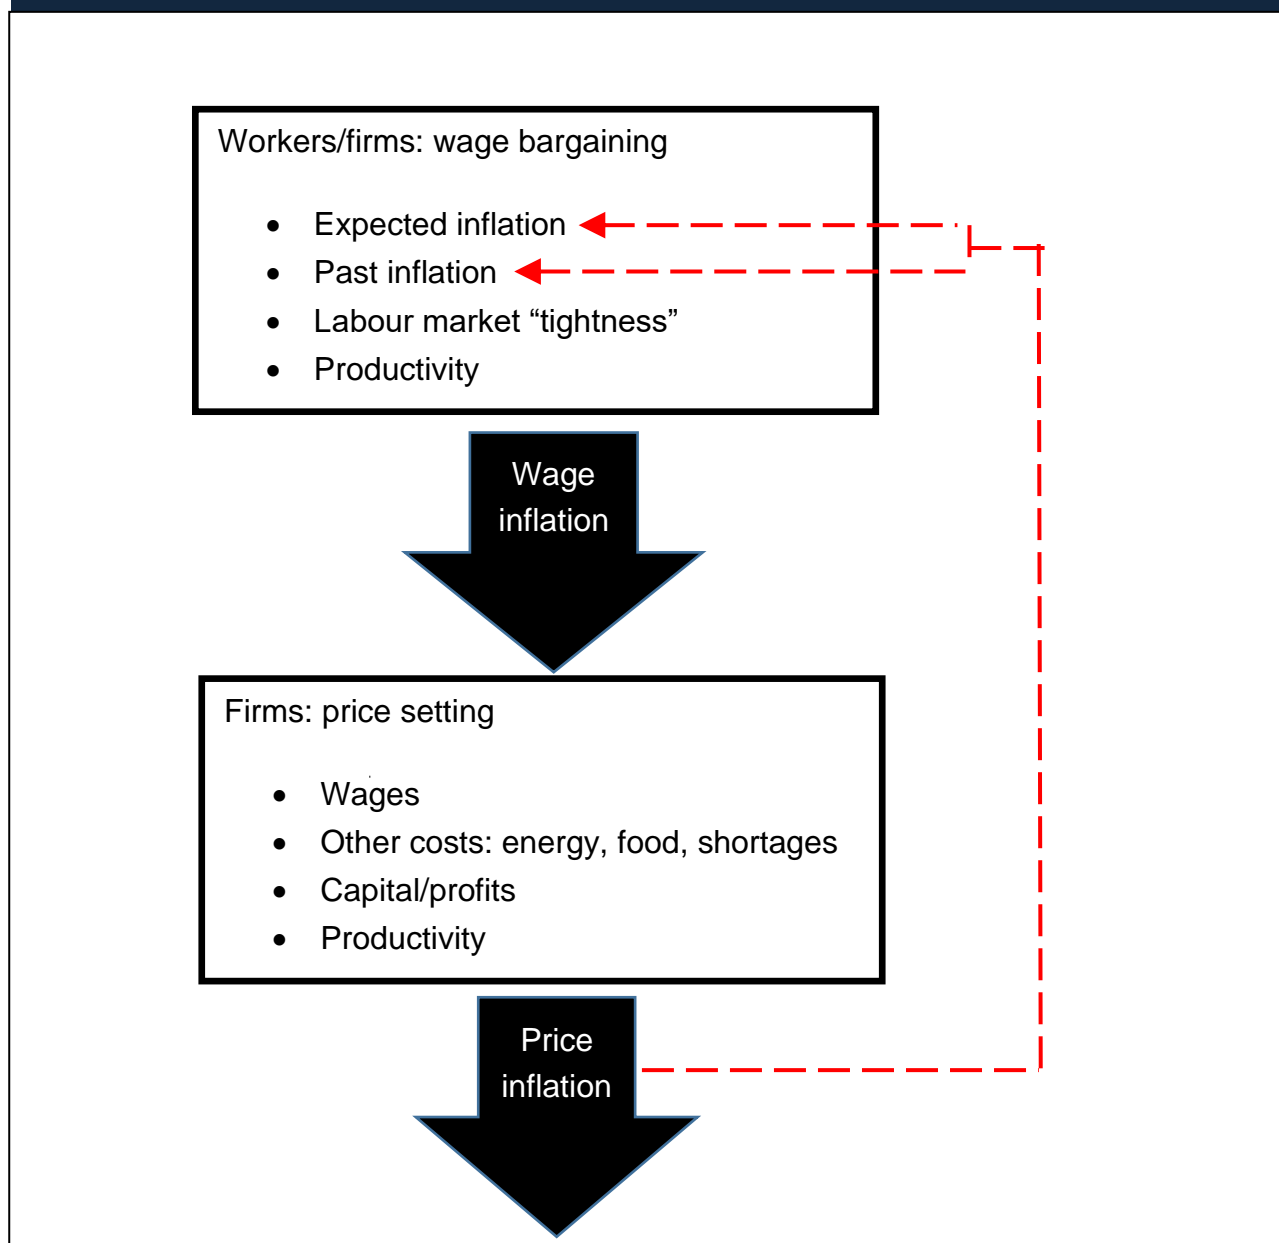 Workers/firms: wage bargaining
• Expected inflation
• Past inflation
• Labour market “tightness”
• Productivity
Wage
inflation
Firms: price setting
• Wages
• Other costs: energy, food, shortages
• Capital/profits
• Productivity
Price
inflation